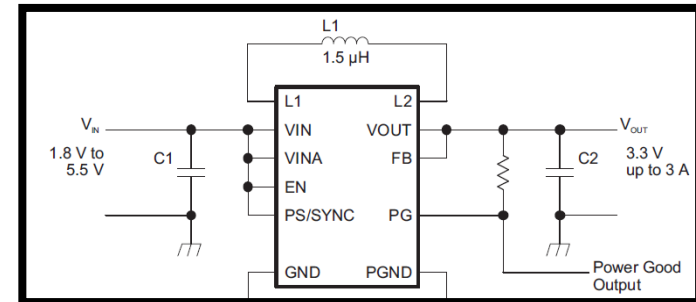 L1
1.5 µH
L1 L2
VIN VIN VOUT VOUT
1.8 V to
5.5 V
C1
VINA FB
C2
3.3 V
up to 3 A
EN
PS/SYNC PG
GND PGND
Power Good
Output